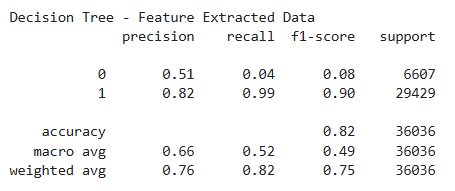 Decision Tree - Feature Extracted Data
precision recall f1-score support
0 0.51 0.04 0.08 6607
1 0.82 0.99 0.90 29429
accuracy 0.82 36036
macro avg 0.66 0.52 0.49 36036
weighted avg 0.76 0.82 0.75 36036